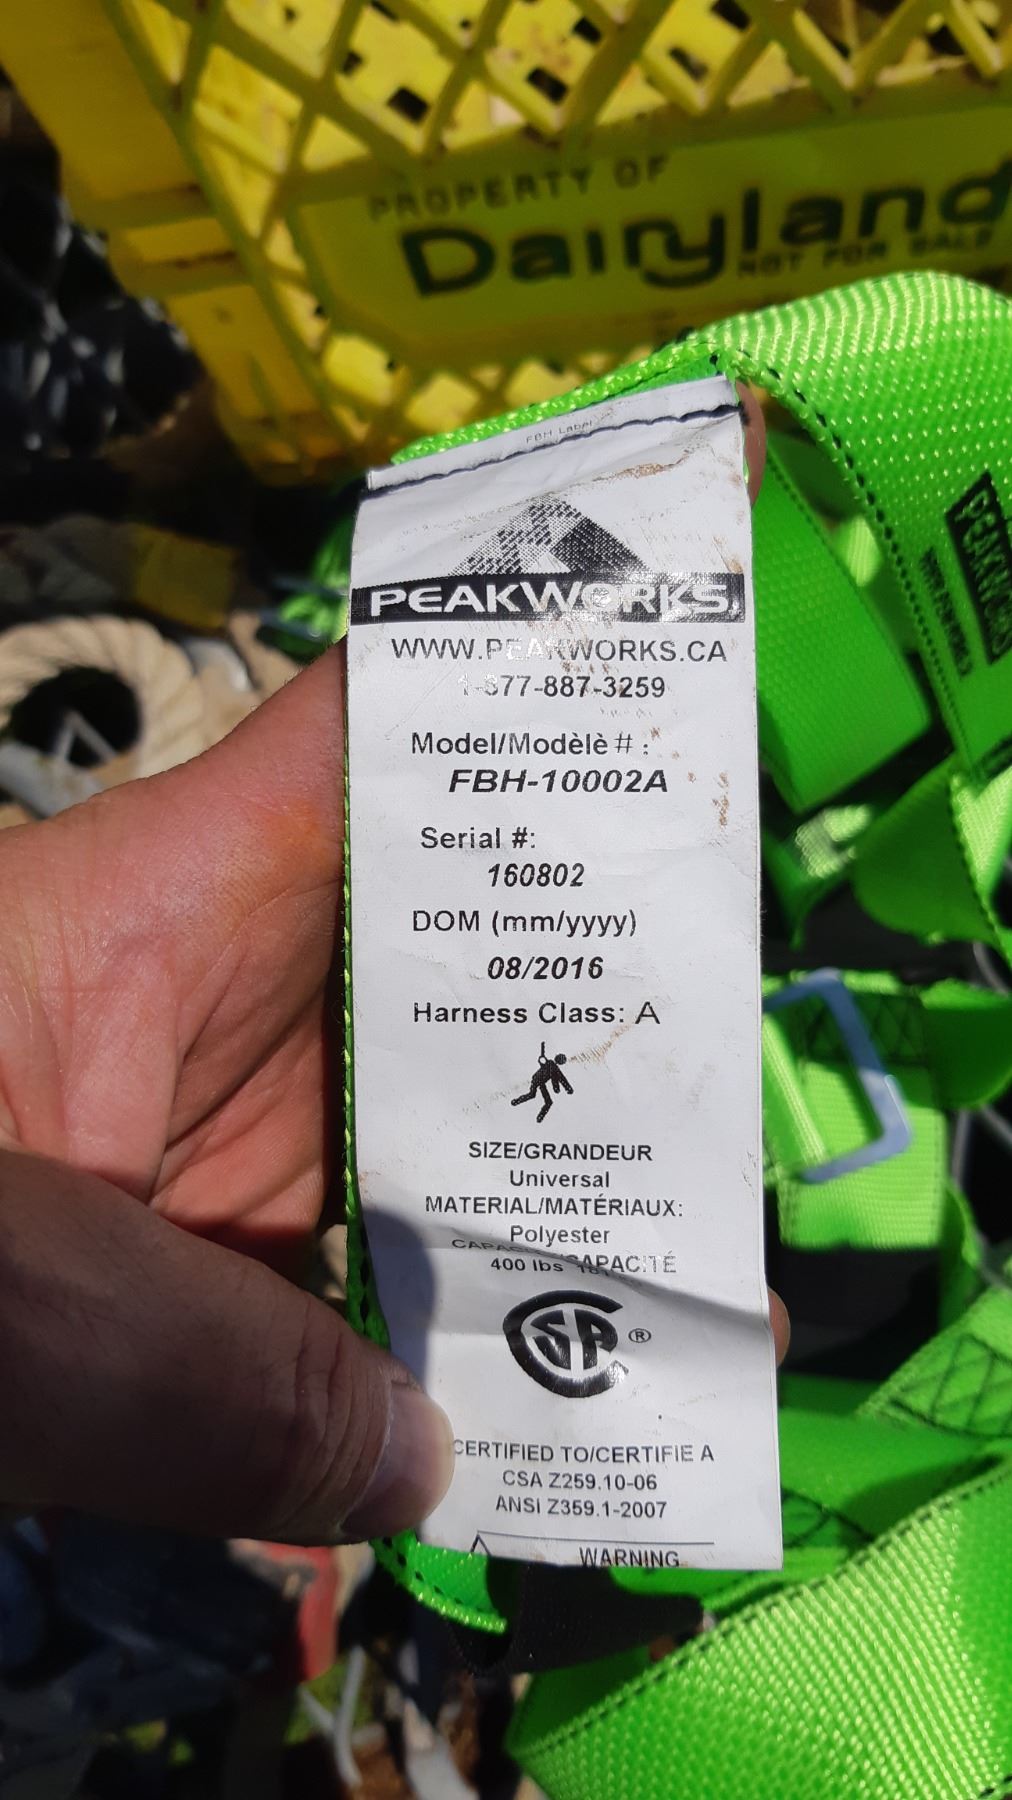 PROPERTY OF
Dairyland
NOT FOR SALE
FBH Label
PEAKWORKS
WWW.PEAKWORKS.CA
1-877-887-3259
Model/Modèlè # :
FBH-10002A
Serial #:
160802
DOM (mm/yyyy)
08/2016
Harness Class: A
SIZE/GRANDEUR
Universal
MATERIAL/MATÉRIAUX:
Polyester
CAPACITÉ
400 lbs
CSA ®
CERTIFIED TO/CERTIFIE A
CSA Z259.10-06
ANSI Z359.1-2007
WARNING
PEAKWORKS